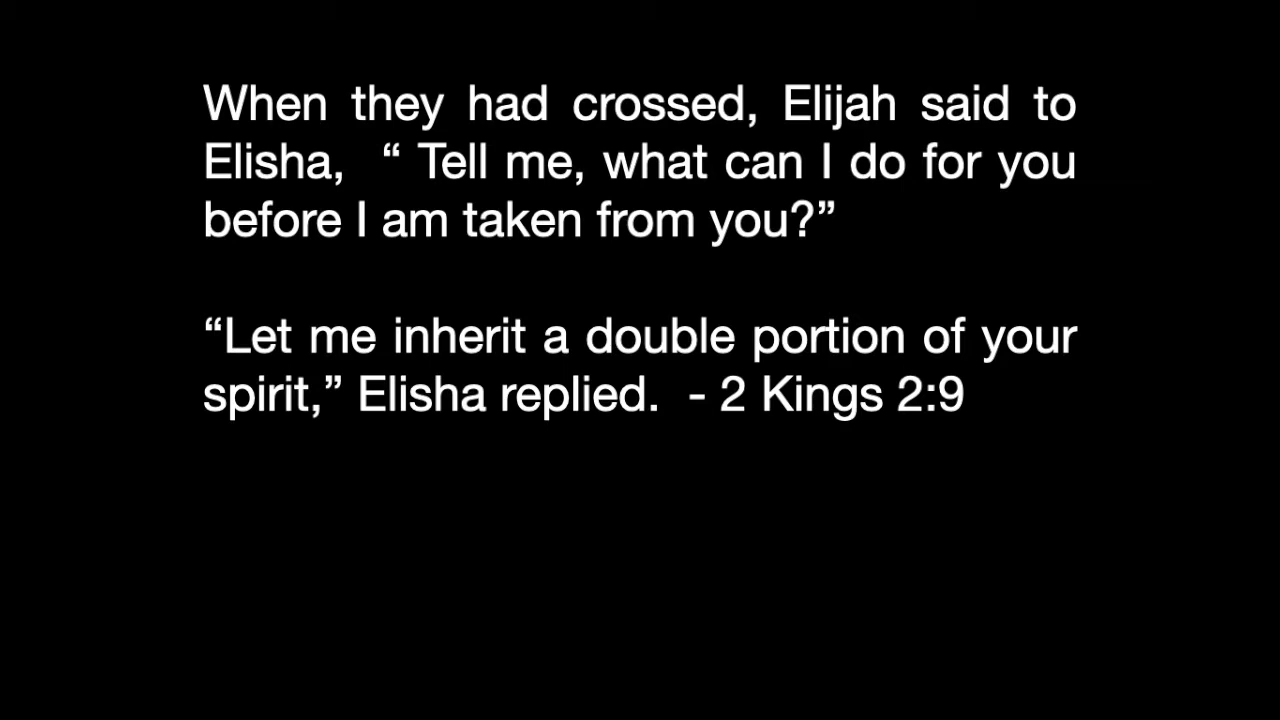 When they had crossed, Elijah said to
Elisha,  “ Tell me, what can I do for you
before I am taken from you?”
“Let me inherit a double portion of your
spirit,” Elisha replied.  - 2 Kings 2:9